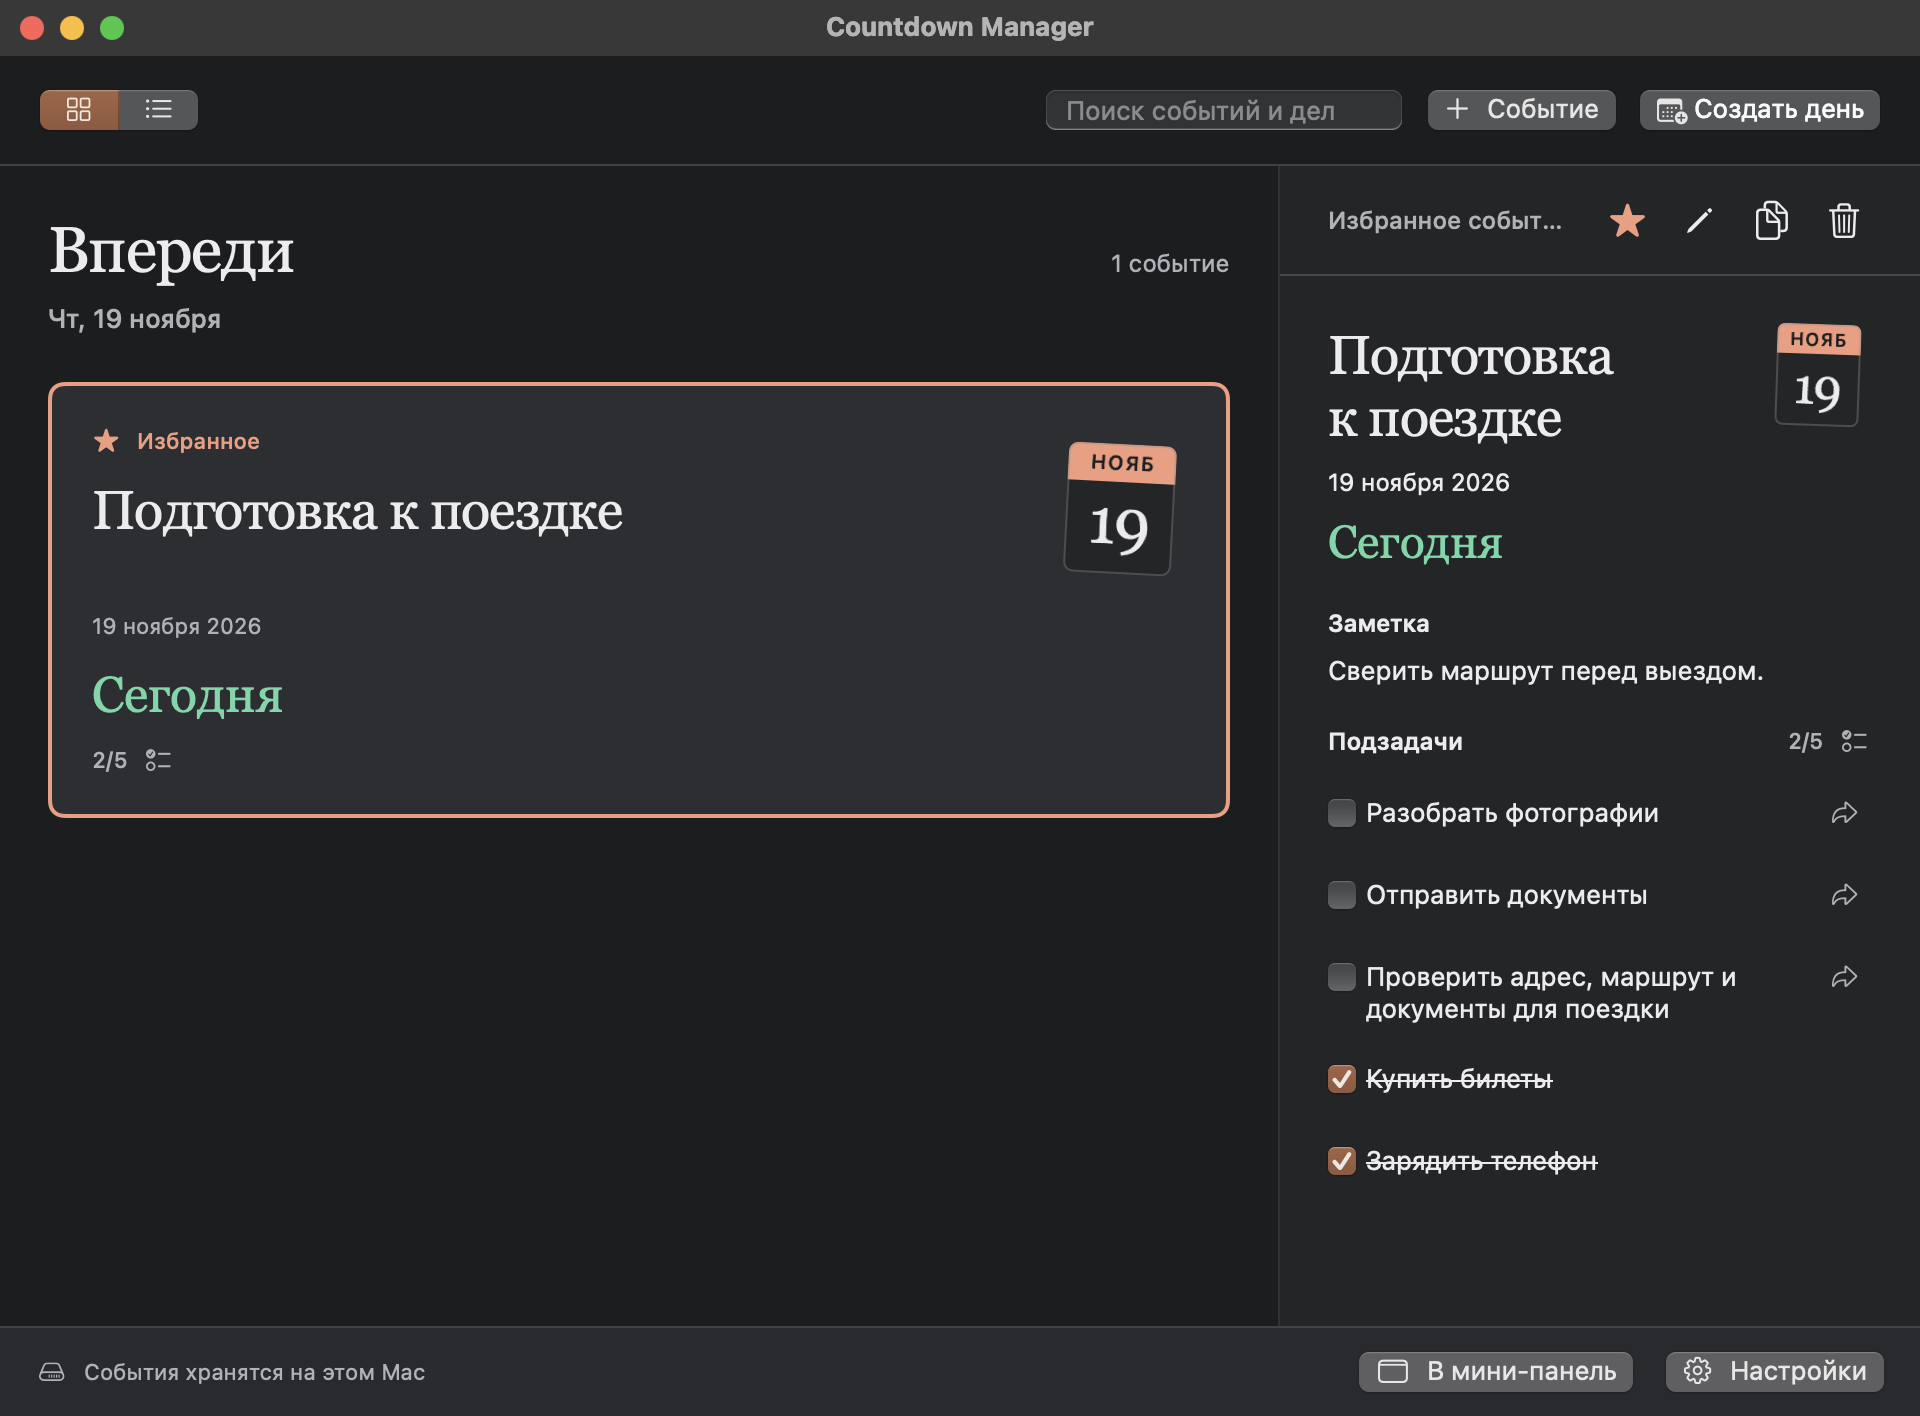 Countdown Manager
Поиск событий и дел
Событие
Создать день
Впереди
1 событие
Чт, 19 ноября
Избранное
Подготовка к поездке
НОЯБ
19
19 ноября 2026
Сегодня
2/5
Избранное событ...
Подготовка
к поездке
НОЯБ
19
19 ноября 2026
Сегодня
Заметка
Сверить маршрут перед выездом.
Подзадачи
2/5
Разобрать фотографии
Отправить документы
Проверить адрес, маршрут и
документы для поездки
Купить билеты
Зарядить телефон
События хранятся на этом Mac
В мини-панель
Настройки